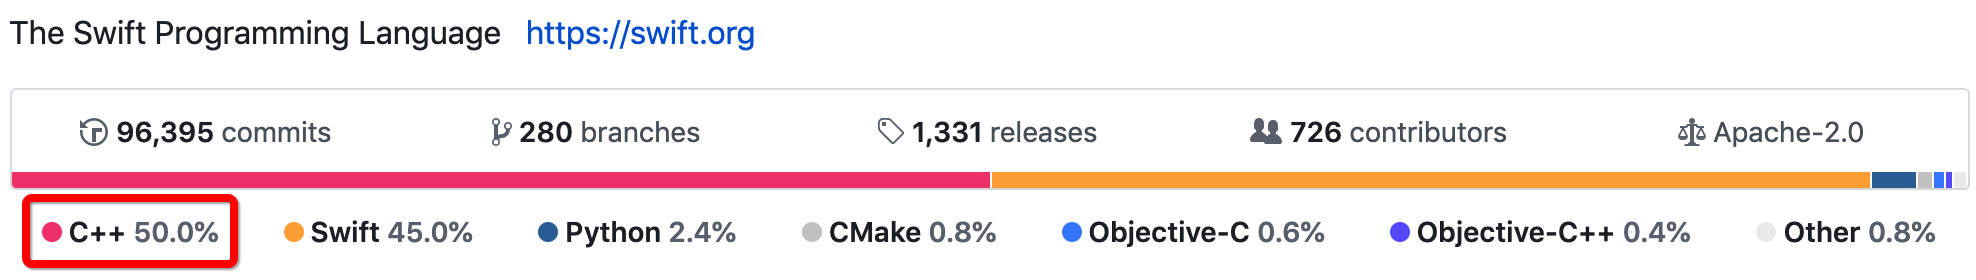 The Swift Programming Language https://swift.org
96,395 commits 280 branches 1,331 releases 726 contributors Apache-2.0
C++ 50.0% Swift 45.0% Python 2.4% CMake 0.8% Objective-C 0.6% Objective-C++ 0.4% Other 0.8%